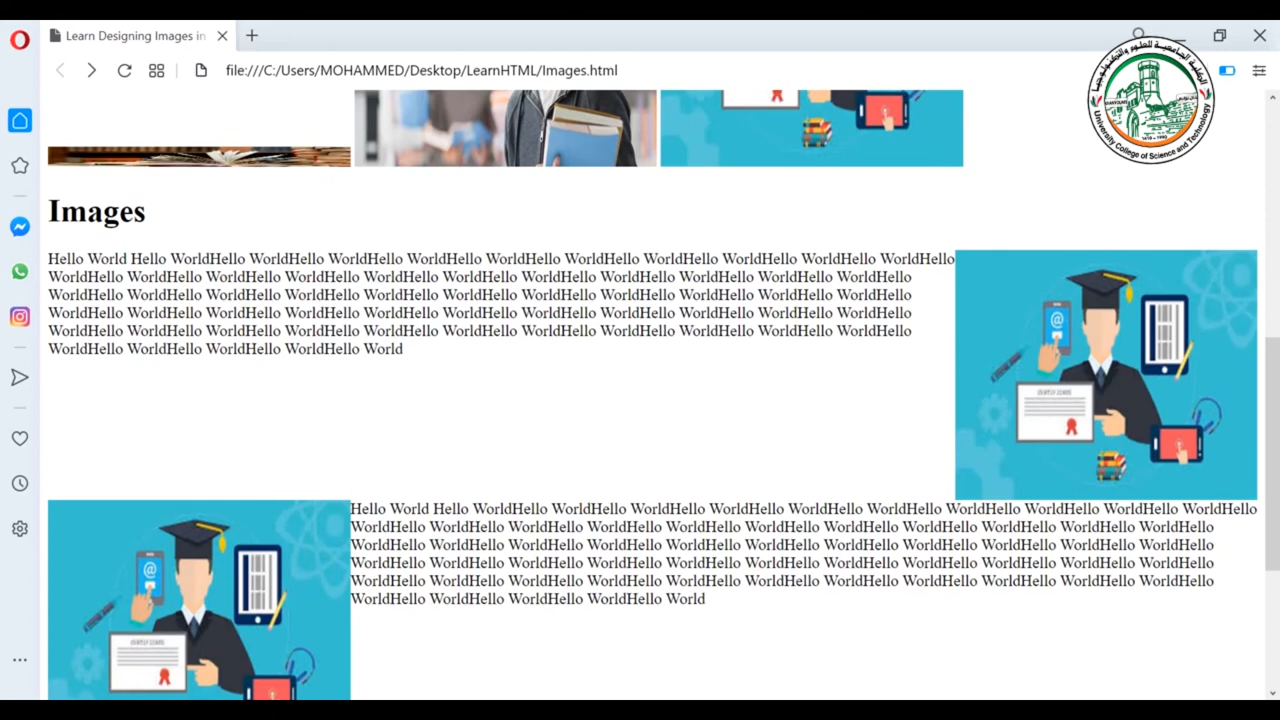 Learn Designing Images in
file:///C:/Users/MOHAMMED/Desktop/LearnHTML/Images.html
الكلية الجامعية للعلوم والتكنولوجيا
University College of Science and Technology
1410 - 1990
Images
Hello World Hello WorldHello WorldHello WorldHello WorldHello WorldHello WorldHello WorldHello WorldHello WorldHello WorldHello
WorldHello WorldHello WorldHello WorldHello WorldHello WorldHello WorldHello WorldHello WorldHello WorldHello WorldHello
WorldHello WorldHello WorldHello WorldHello WorldHello WorldHello WorldHello WorldHello WorldHello WorldHello WorldHello
WorldHello WorldHello WorldHello WorldHello WorldHello WorldHello WorldHello WorldHello WorldHello WorldHello WorldHello
WorldHello WorldHello WorldHello WorldHello WorldHello WorldHello WorldHello WorldHello WorldHello WorldHello WorldHello
WorldHello WorldHello WorldHello WorldHello World
Hello World Hello WorldHello WorldHello WorldHello WorldHello WorldHello WorldHello WorldHello WorldHello WorldHello WorldHello
WorldHello WorldHello WorldHello WorldHello WorldHello WorldHello WorldHello WorldHello WorldHello WorldHello WorldHello
WorldHello WorldHello WorldHello WorldHello WorldHello WorldHello WorldHello WorldHello WorldHello WorldHello WorldHello
WorldHello WorldHello WorldHello WorldHello WorldHello WorldHello WorldHello WorldHello WorldHello WorldHello WorldHello
WorldHello WorldHello WorldHello WorldHello WorldHello WorldHello WorldHello WorldHello WorldHello WorldHello WorldHello
WorldHello WorldHello WorldHello WorldHello World